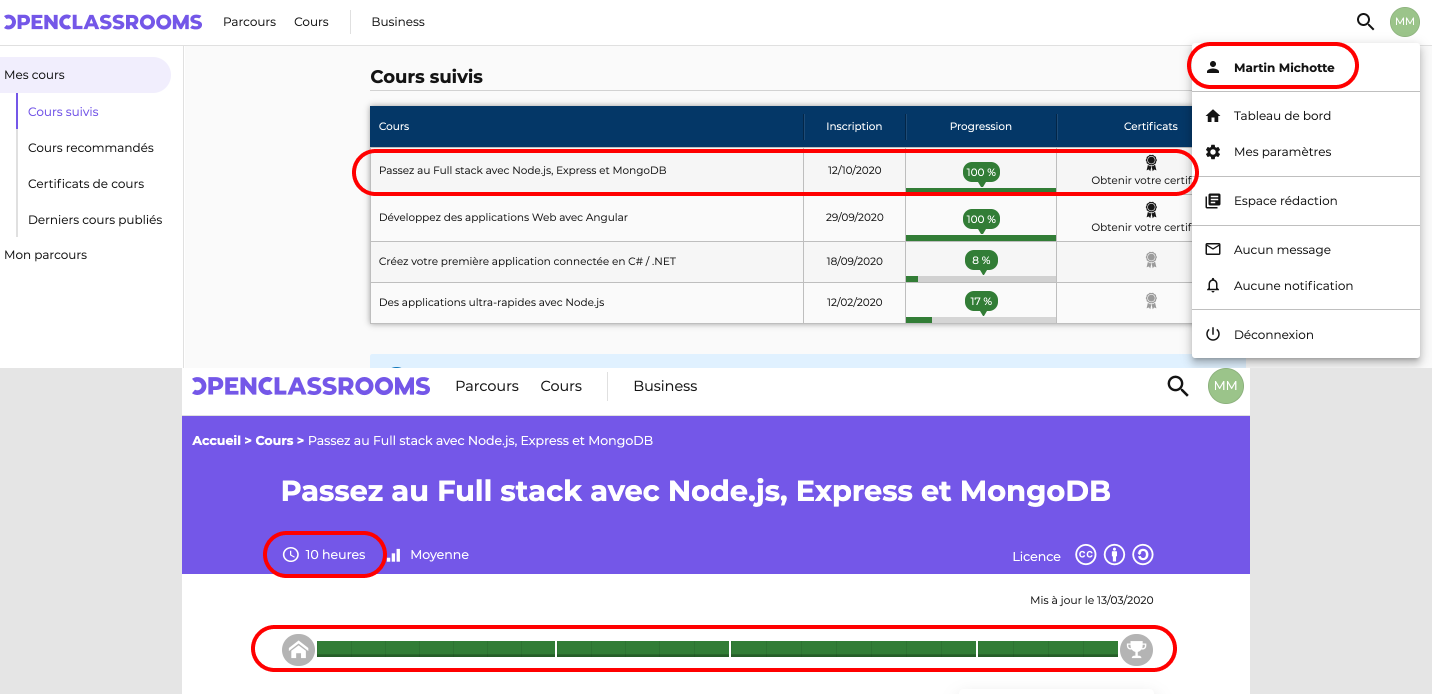 OPENCLASSROOMS Parcours Cours Business MM
Mes cours
Cours suivis
Cours recommandés
Certificats de cours
Derniers cours publiés
Mon parcours
Cours suivis
Cours Inscription Progression Certificats
Passez au Full stack avec Node.js, Express et MongoDB 12/10/2020 100 % Obtenir votre certif
Développez des applications Web avec Angular 29/09/2020 100 % Obtenir votre certif
Créez votre première application connectée en C# / .NET 18/09/2020 8 %
Des applications ultra-rapides avec Node.js 12/02/2020 17 %
Martin Michotte
Tableau de bord
Mes paramètres
Espace rédaction
Aucun message
Aucune notification
Déconnexion
OPENCLASSROOMS Parcours Cours Business MM
Accueil > Cours > Passez au Full stack avec Node.js, Express et MongoDB
Passez au Full stack avec Node.js, Express et MongoDB
10 heures Moyenne Licence CC
Mis à jour le 13/03/2020